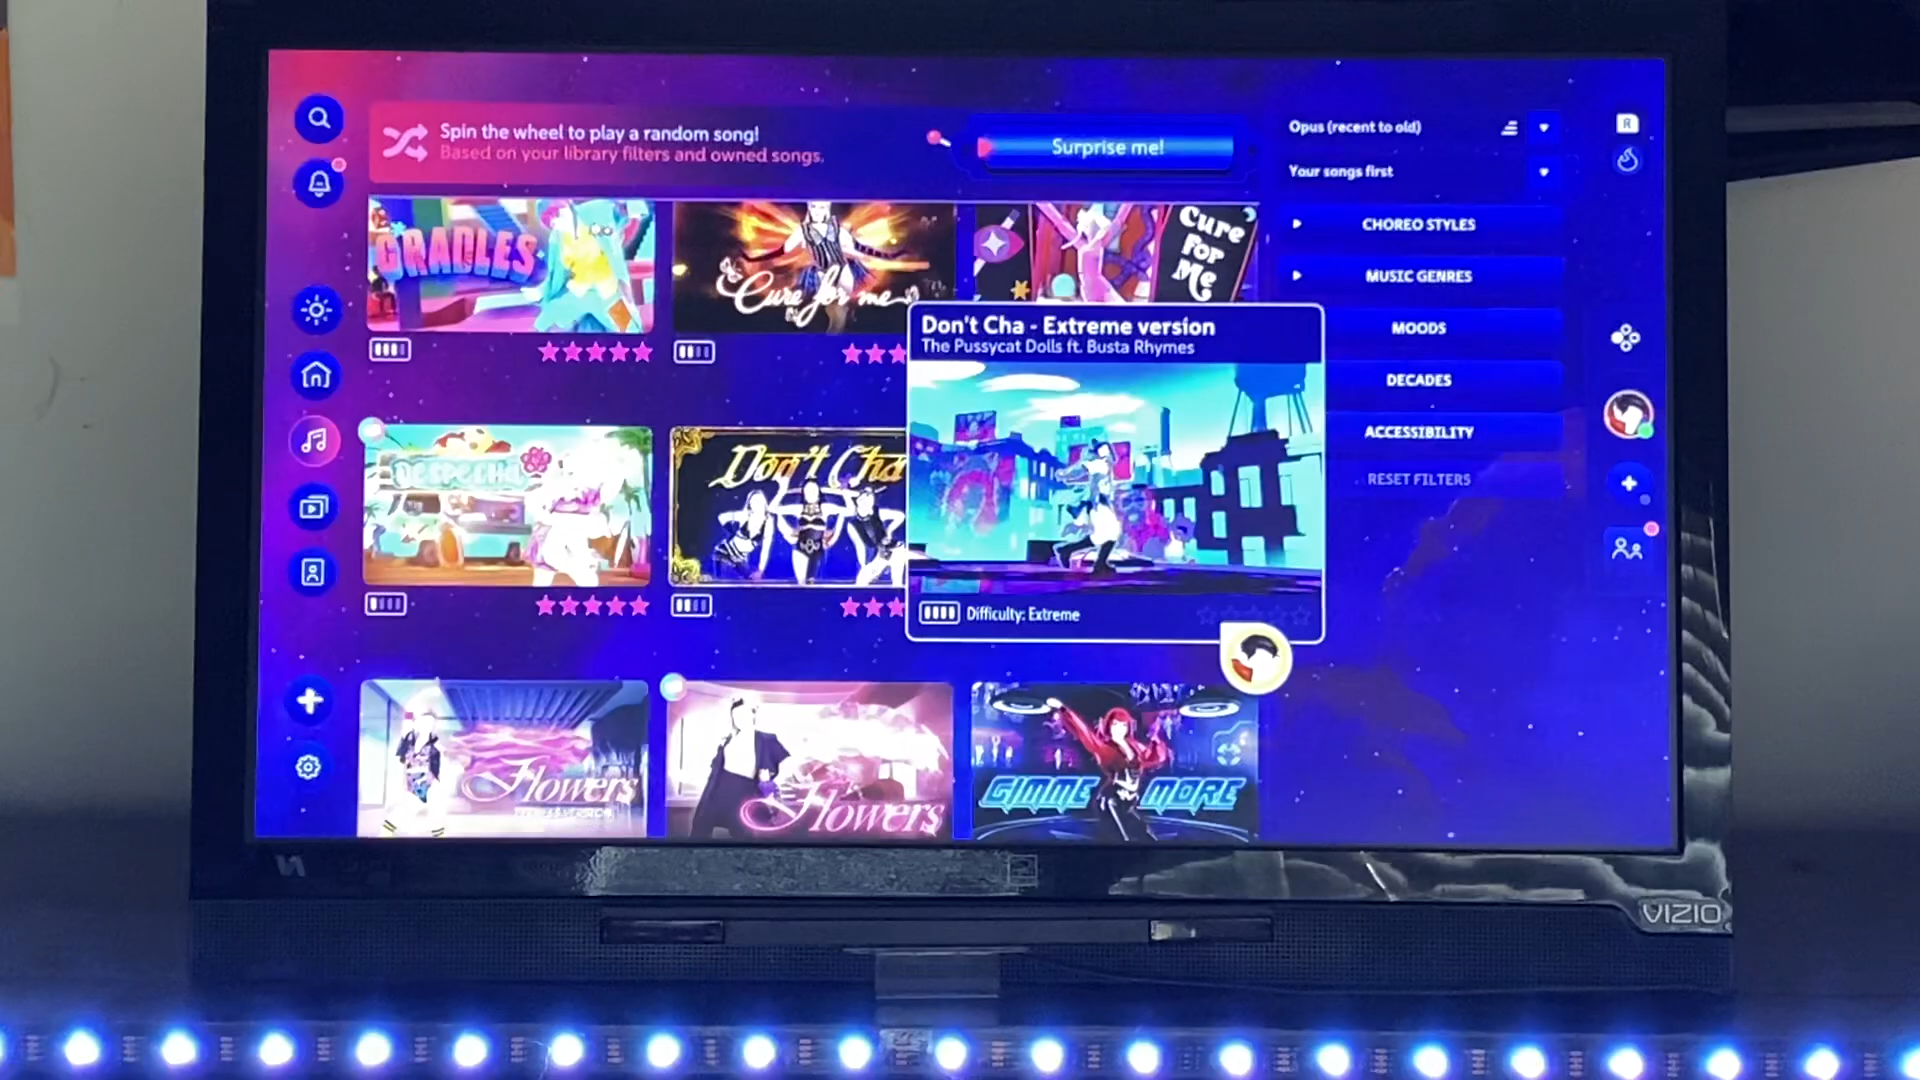 Spin the wheel to play a random song!
Based on your library filters and owned songs.
Surprise me!
Opus (recent to old)
Your songs first
R
CRADLES
Cure for me
Cure
For
Me
CHOREO STYLES
MUSIC GENRES
MOODS
DECADES
ACCESSIBILITY
RESET FILTERS
Don't Cha - Extreme version
The Pussycat Dolls ft. Busta Rhymes
Difficulty: Extreme
DESPECHÁ
Don't Cha
Flowers
Flowers
GIMME MORE
VIZIO